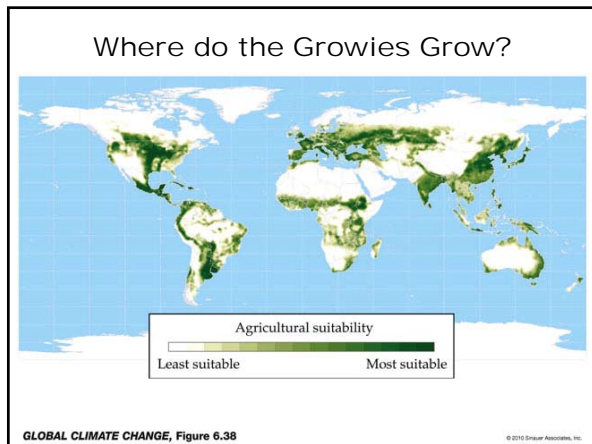 Where do the Growies Grow?
Agricultural suitability
Least suitable Most suitable
GLOBAL CLIMATE CHANGE, Figure 6.38
© 2010 Sinauer Associates, Inc.